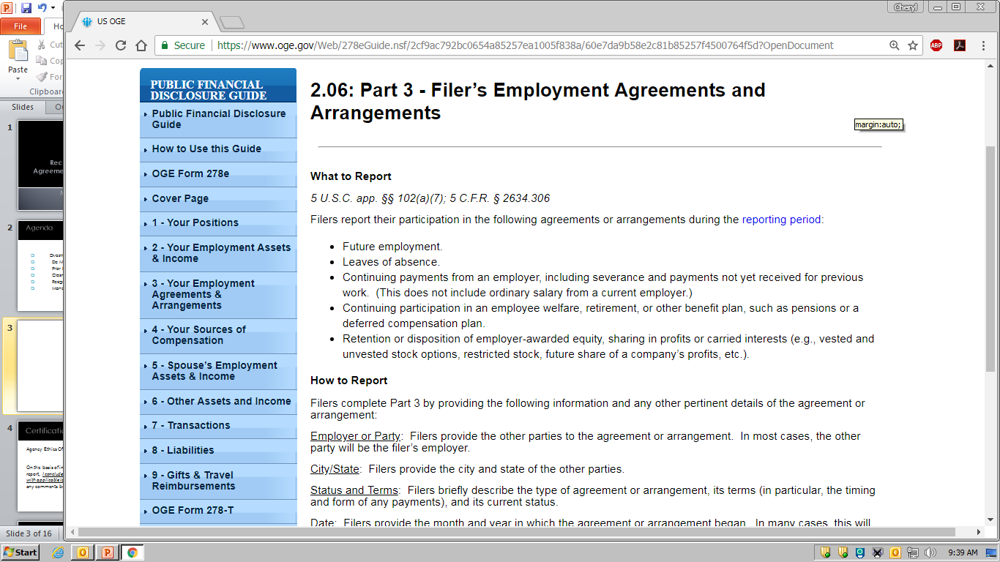 Cheryl
US OGE
File
Secure
https://www.oge.gov/Web/278eGuide.nsf/2cf9ac792bc0654a85257ea1005f838a/60e7da9b58e2c81b85257f4500764f5d?OpenDocument
ABP
Cut
Paste
Slides
PUBLIC FINANCIAL
DISCLOSURE GUIDE
Public Financial Disclosure
Guide
How to Use this Guide
OGE Form 278e
Cover Page
1 - Your Positions
2 - Your Employment Assets
& Income
3 - Your Employment
Agreements &
Arrangements
4 - Your Sources of
Compensation
5 - Spouse’s Employment
Assets & Income
6 - Other Assets and Income
7 - Transactions
8 - Liabilities
9 - Gifts & Travel
Reimbursements
OGE Form 278-T
2.06: Part 3 - Filer’s Employment Agreements and
Arrangements
margin:auto;
What to Report
5 U.S.C. app. §§ 102(a)(7); 5 C.F.R. § 2634.306
Filers report their participation in the following agreements or arrangements during the reporting period:
Future employment.
Leaves of absence.
Continuing payments from an employer, including severance and payments not yet received for previous
work.  (This does not include ordinary salary from a current employer.)
Continuing participation in an employee welfare, retirement, or other benefit plan, such as pensions or a
deferred compensation plan.
Retention or disposition of employer-awarded equity, sharing in profits or carried interests (e.g., vested and
unvested stock options, restricted stock, future share of a company’s profits, etc.).
How to Report
Filers complete Part 3 by providing the following information and any other pertinent details of the agreement or
arrangement:
Employer or Party:  Filers provide the other parties to the agreement or arrangement.  In most cases, the other
party will be the filer’s employer.
City/State:  Filers provide the city and state of the other parties.
Status and Terms:  Filers briefly describe the type of agreement or arrangement, its terms (in particular, the timing
and form of any payments), and its current status.
Date:  Filers provide the month and year in which the agreement or arrangement began.  In many cases, this will
1
2
Agenda
3
4
Agency Ethics Of
On the basis of in
report, I conclude
any comments b
Slide 3 of 16
Start
9:39 AM